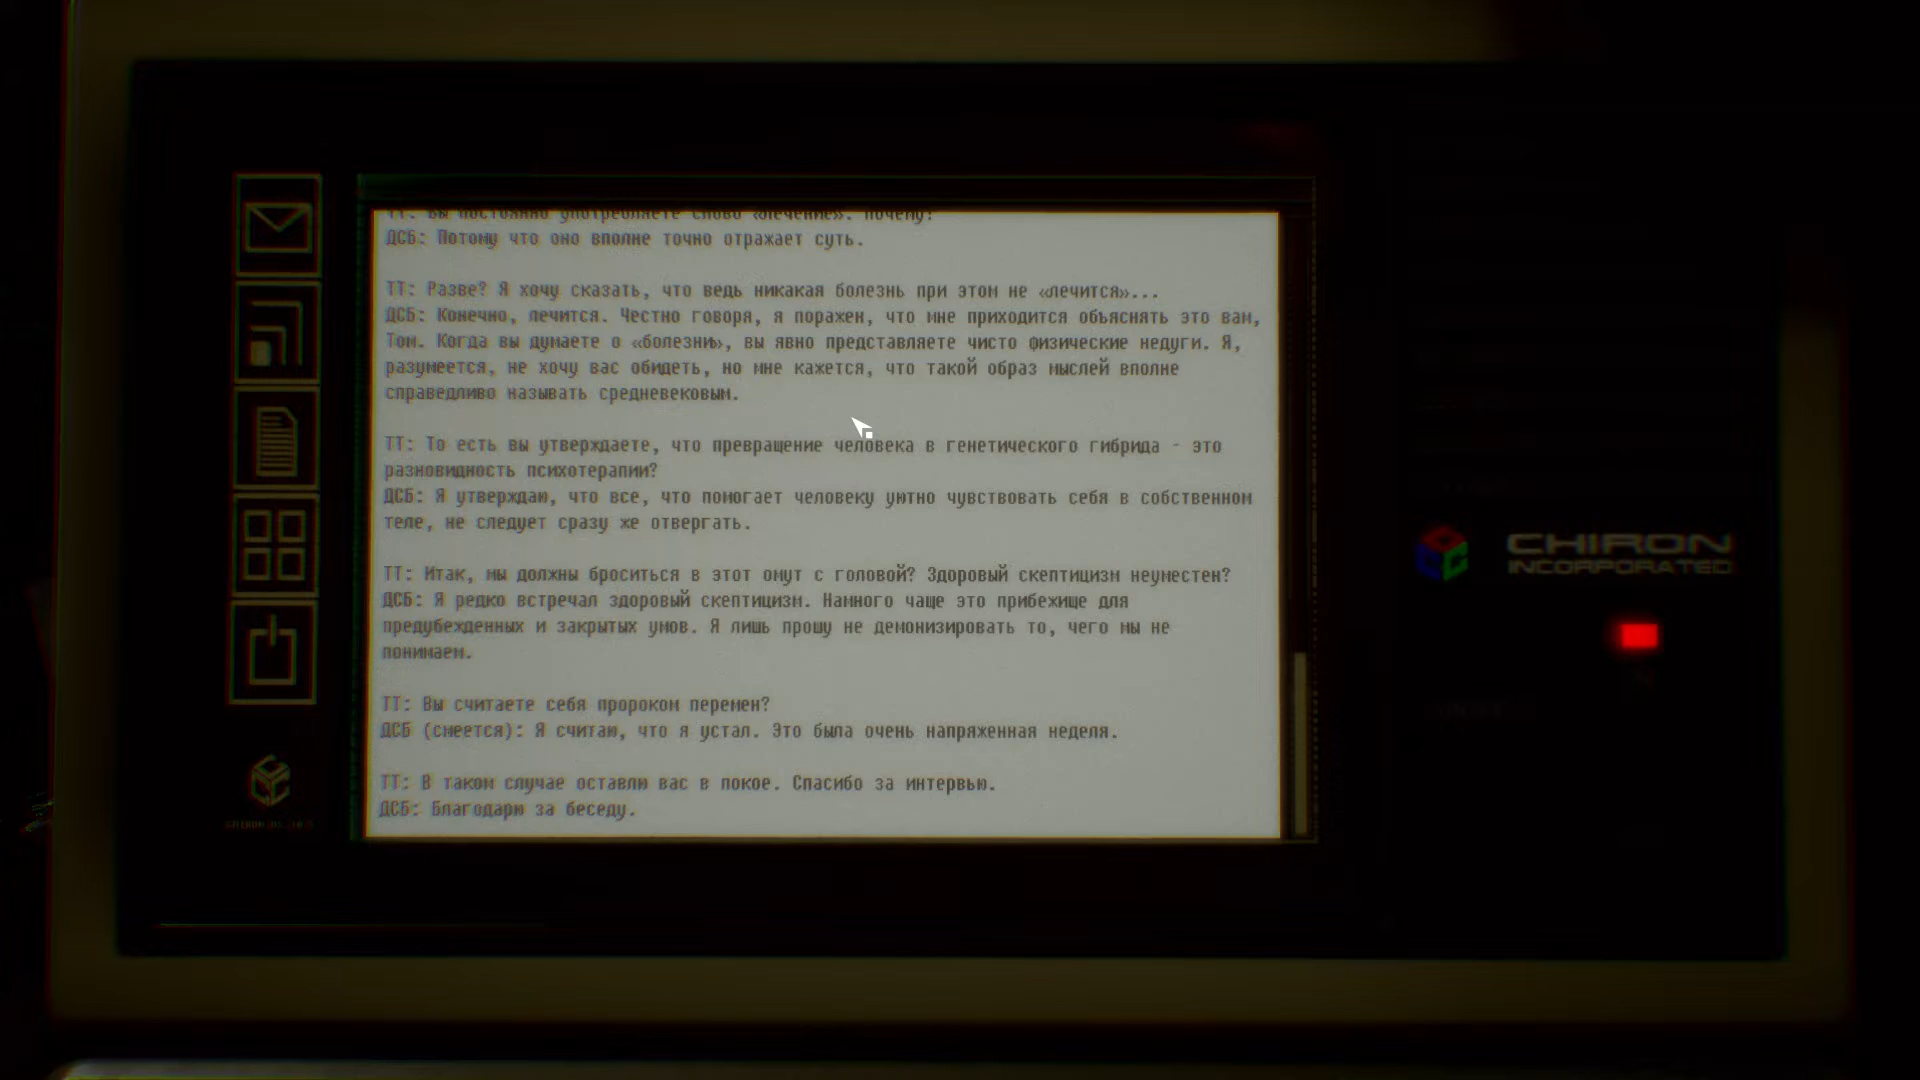 ТТ: Вы постоянно употребляете слово «лечение». Почему?
ДСБ: Потому что оно вполне точно отражает суть.
ТТ: Разве? Я хочу сказать, что ведь никакая болезнь при этом не «лечится»...
ДСБ: Конечно, лечится. Честно говоря, я поражен, что мне приходится объяснять это вам,
Том. Когда вы думаете о «болезни», вы явно представляете чисто физические недуги. Я,
разумеется, не хочу вас обидеть, но мне кажется, что такой образ мыслей вполне
справедливо называть средневековым.
ТТ: То есть вы утверждаете, что превращение человека в генетического гибрида - это
разновидность психотерапии?
ДСБ: Я утверждаю, что все, что помогает человеку уютно чувствовать себя в собственном
теле, не следует сразу же отвергать.
ТТ: Итак, мы должны броситься в этот омут с головой? Здоровый скептицизм неуместен?
ДСБ: Я редко встречал здоровый скептицизм. Намного чаще это прибежище для
предубежденных и закрытых умов. Я лишь прошу не демонизировать то, чего мы не
понимаем.
ТТ: Вы считаете себя пророком перемен?
ДСБ (смеется): Я считаю, что я устал. Это была очень напряженная неделя.
ТТ: В таком случае оставлю вас в покое. Спасибо за интервью.
ДСБ: Благодарю за беседу.
CHIRON
INCORPORATED